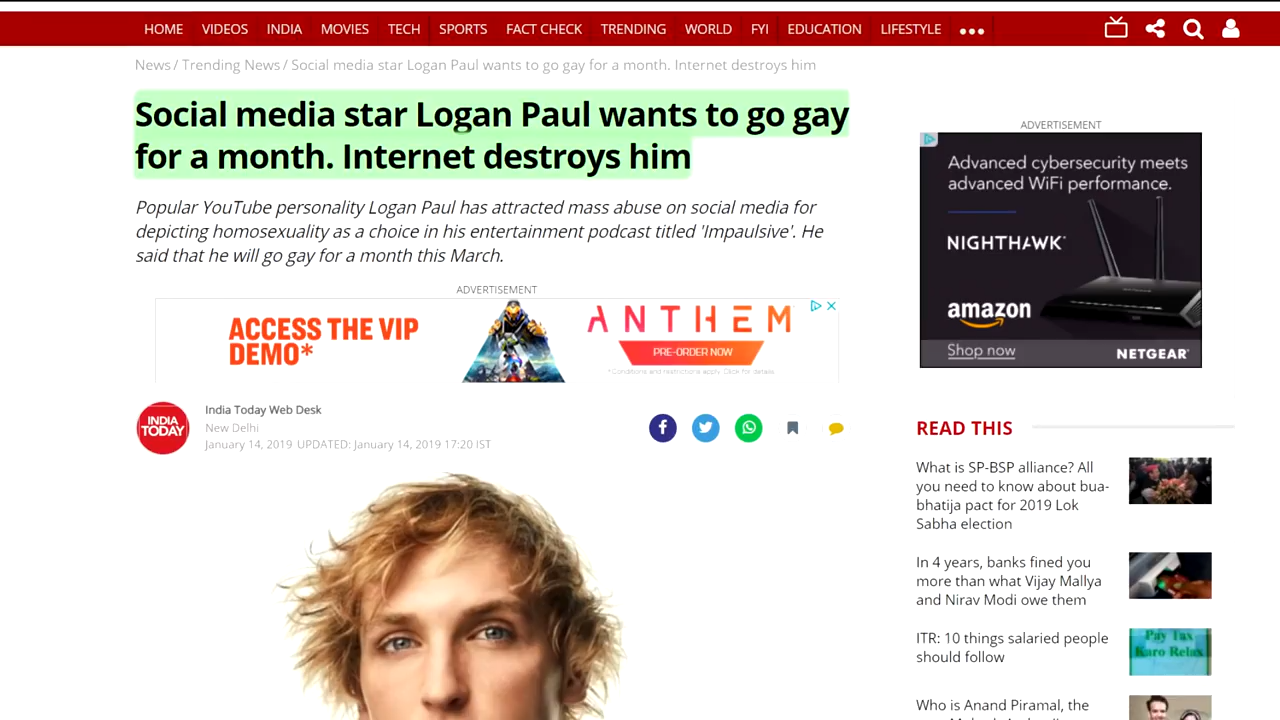 HOME VIDEOS INDIA MOVIES TECH SPORTS FACT CHECK TRENDING WORLD FYI EDUCATION LIFESTYLE
News / Trending News / Social media star Logan Paul wants to go gay for a month. Internet destroys him
Social media star Logan Paul wants to go gay
for a month. Internet destroys him
Popular YouTube personality Logan Paul has attracted mass abuse on social media for
depicting homosexuality as a choice in his entertainment podcast titled 'Impaulsive'. He
said that he will go gay for a month this March.
ADVERTISEMENT
ACCESS THE VIP
DEMO*
ANTHEM
PRE-ORDER NOW
*Conditions and restrictions apply. Click for details.
INDIA
TODAY
India Today Web Desk
New Delhi
January 14, 2019 UPDATED: January 14, 2019 17:20 IST
ADVERTISEMENT
Advanced cybersecurity meets
advanced WiFi performance.
NIGHTHAWK
amazon
Shop now
NETGEAR
READ THIS
What is SP-BSP alliance? All
you need to know about bua-
bhatija pact for 2019 Lok
Sabha election
In 4 years, banks fined you
more than what Vijay Mallya
and Nirav Modi owe them
ITR: 10 things salaried people
should follow
Pay Tax
Karo Relax
Who is Anand Piramal, the